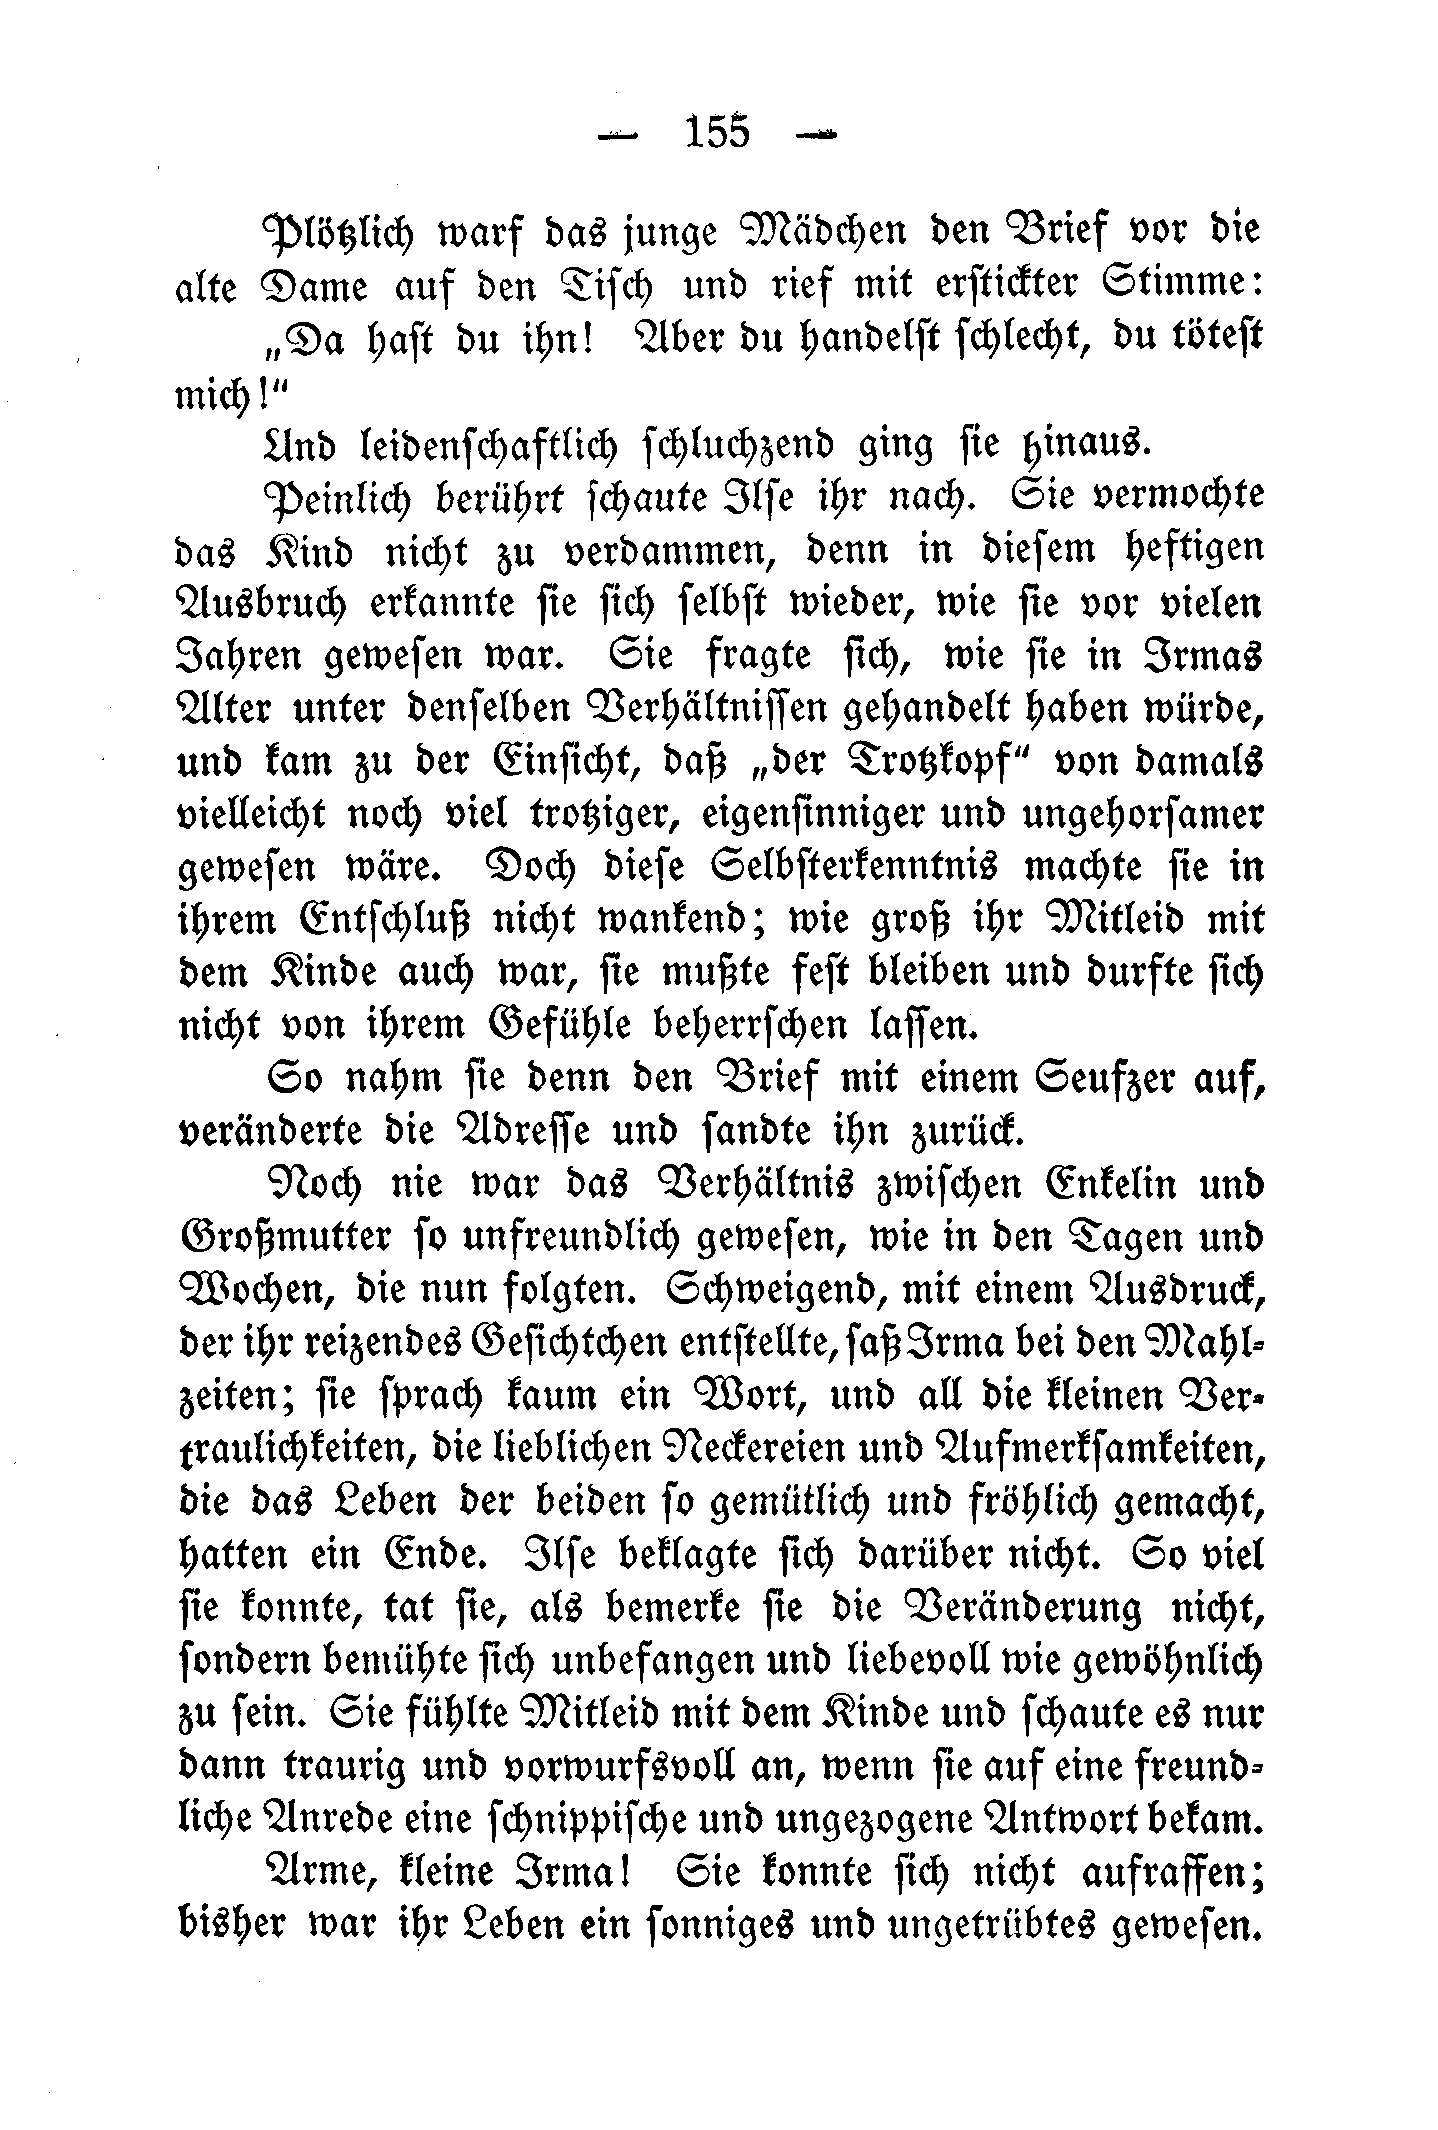 — 155 —
Plötzlich warf das junge Mädchen den Brief vor die
alte Dame auf den Tisch und rief mit erstickter Stimme:
„Da hast du ihn! Aber du handelst schlecht, du tötest
mich!“
Und leidenschaftlich schluchzend ging sie hinaus.
Peinlich berührt schaute Ilse ihr nach. Sie vermochte
das Kind nicht zu verdammen, denn in diesem heftigen
Ausbruch erkannte sie sich selbst wieder, wie sie vor vielen
Jahren gewesen war. Sie fragte sich, wie sie in Irmas
Alter unter denselben Verhältnissen gehandelt haben würde,
und kam zu der Einsicht, daß „der Trotzkopf“ von damals
vielleicht noch viel trotziger, eigensinniger und ungehorsamer
gewesen wäre. Doch diese Selbsterkenntnis machte sie in
ihrem Entschluß nicht wankend; wie groß ihr Mitleid mit
dem Kinde auch war, sie mußte fest bleiben und durfte sich
nicht von ihrem Gefühle beherrschen lassen.
So nahm sie denn den Brief mit einem Seufzer auf,
veränderte die Adresse und sandte ihn zurück.
Noch nie war das Verhältnis zwischen Enkelin und
Großmutter so unfreundlich gewesen, wie in den Tagen und
Wochen, die nun folgten. Schweigend, mit einem Ausdruck,
der ihr reizendes Gesichtchen entstellte, saß Irma bei den Mahl-
zeiten; sie sprach kaum ein Wort, und all die kleinen Ver-
traulichkeiten, die lieblichen Neckereien und Aufmerksamkeiten,
die das Leben der beiden so gemütlich und fröhlich gemacht,
hatten ein Ende. Ilse beklagte sich darüber nicht. So viel
sie konnte, tat sie, als bemerke sie die Veränderung nicht,
sondern bemühte sich unbefangen und liebevoll wie gewöhnlich
zu sein. Sie fühlte Mitleid mit dem Kinde und schaute es nur
dann traurig und vorwurfsvoll an, wenn sie auf eine freund-
liche Anrede eine schnippische und ungezogene Antwort bekam.
Arme, kleine Irma! Sie konnte sich nicht aufraffen;
bisher war ihr Leben ein sonniges und ungetrübtes gewesen.